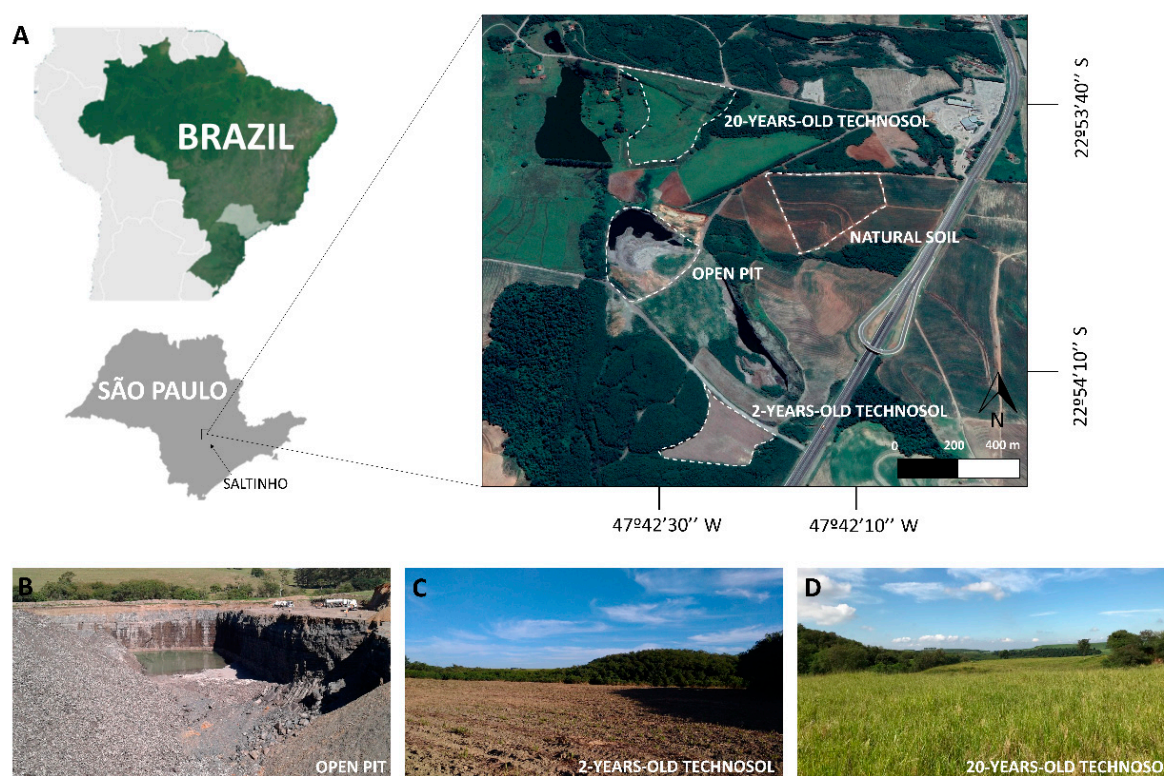 A
BRAZIL
SÃO PAULO
SALTINHO
20-YEARS-OLD TECHNOSOL
NATURAL SOIL
OPEN PIT
2-YEARS-OLD TECHNOSOL
N
0 200 400 m
22º53'40'' S
22º54'10'' S
47º42'30'' W
47º42'10'' W
B
OPEN PIT
C
2-YEARS-OLD TECHNOSOL
D
20-YEARS-OLD TECHNOSO